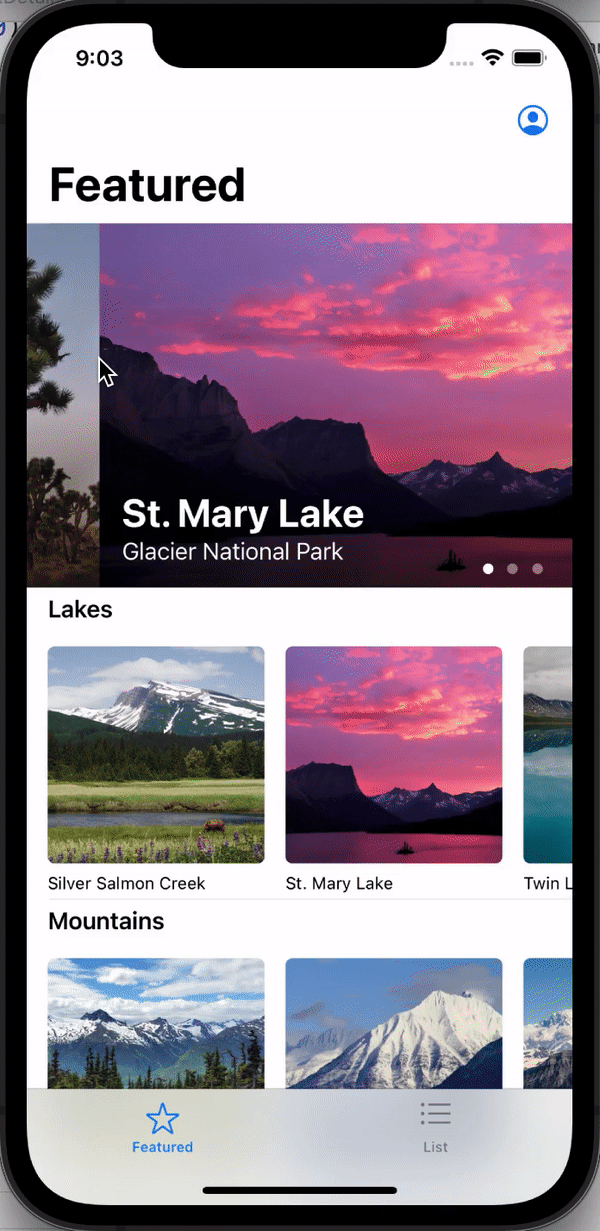 9:03
Featured
St. Mary Lake
Glacier National Park
Lakes
Silver Salmon Creek
St. Mary Lake
Twin L
Mountains
Featured
List